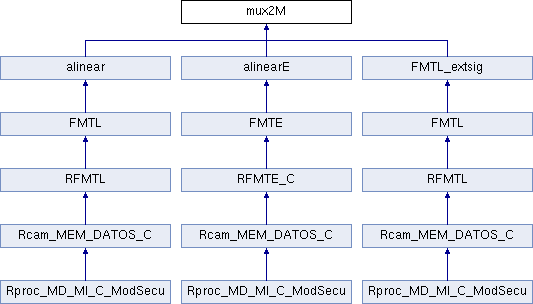 mux2M
alinear alinearE FMTL_extsig
FMTL FMTE FMTL
RFMTL RFMTE_C RFMTL
Rcam_MEM_DATOS_C Rcam_MEM_DATOS_C Rcam_MEM_DATOS_C
Rproc_MD_MI_C_ModSecu Rproc_MD_MI_C_ModSecu Rproc_MD_MI_C_ModSecu